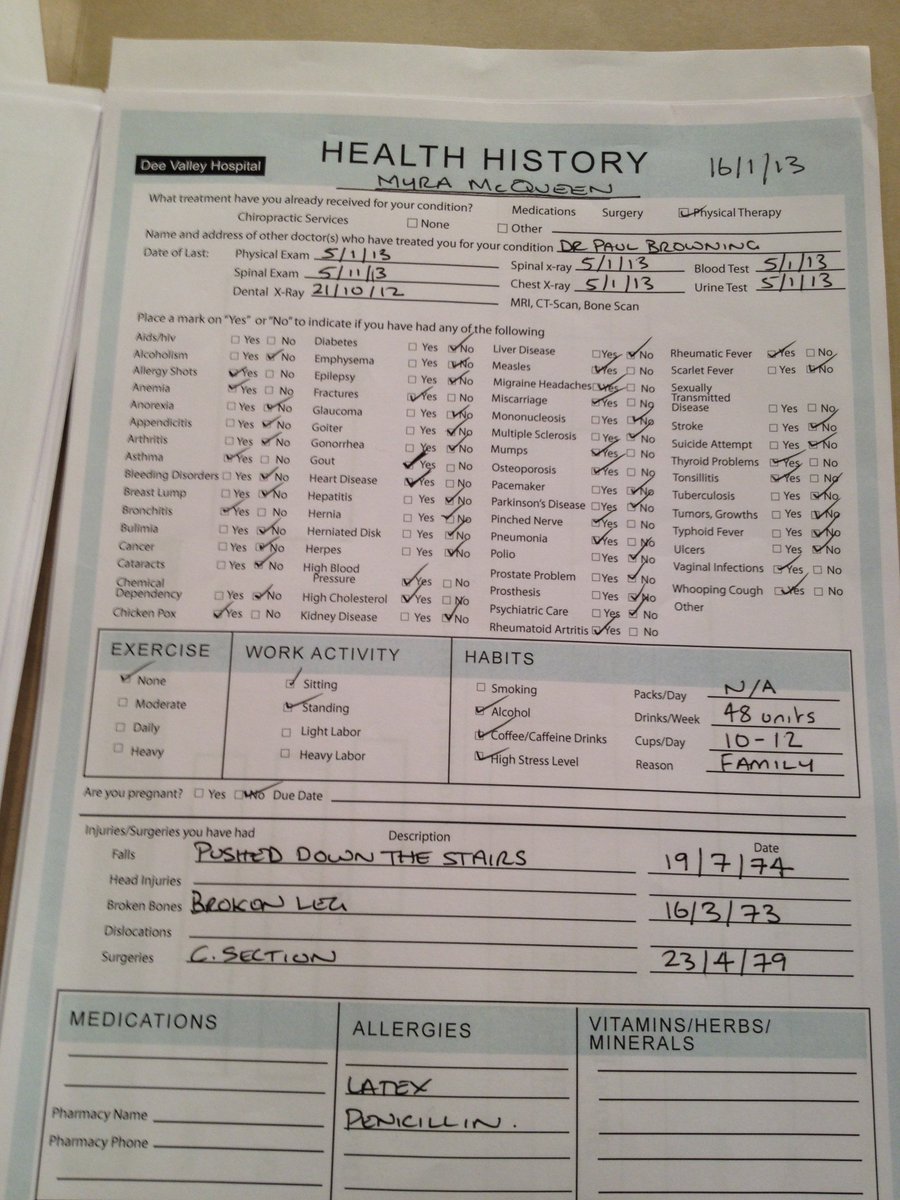 Dee Valley Hospital
HEALTH HISTORY
16/1/13
MYRA McQUEEN
What treatment have you already received for your condition? Medications Surgery Physical Therapy
Chiropractic Services None Other
Name and address of other doctor(s) who have treated you for your condition DR PAUL BROWNING
Date of Last: Physical Exam 5/1/13 Spinal x-ray 5/1/13 Blood Test 5/1/13
Spinal Exam 5/11/13 Chest X-ray 5/1/13 Urine Test 5/1/13
Dental X-Ray 21/10/12 MRI, CT-Scan, Bone Scan
Place a mark on "Yes" or "No" to indicate if you have had any of the following
Aids/hiv Yes No
Alcoholism Yes No
Allergy Shots Yes No
Anemia Yes No
Anorexia Yes No
Appendicitis Yes No
Arthritis Yes No
Asthma Yes No
Bleeding Disorders Yes No
Breast Lump Yes No
Bronchitis Yes No
Bulimia Yes No
Cancer Yes No
Cataracts Yes No
Chemical
Dependency Yes No
Chicken Pox Yes No
Diabetes Yes No
Emphysema Yes No
Epilepsy Yes No
Fractures Yes No
Glaucoma Yes No
Goiter Yes No
Gonorrhea Yes No
Gout Yes No
Heart Disease Yes No
Hepatitis Yes No
Hernia Yes No
Herniated Disk Yes No
Herpes Yes No
High Blood
Pressure Yes No
High Cholesterol Yes No
Kidney Disease Yes No
Liver Disease Yes No
Measles Yes No
Migraine Headaches Yes No
Miscarriage Yes No
Mononucleosis Yes No
Multiple Sclerosis Yes No
Mumps Yes No
Osteoporosis Yes No
Pacemaker Yes No
Parkinson's Disease Yes No
Pinched Nerve Yes No
Pneumonia Yes No
Polio Yes No
Prostate Problem Yes No
Prosthesis Yes No
Psychiatric Care Yes No
Rheumatoid Artritis Yes No
Rheumatic Fever Yes No
Scarlet Fever Yes No
Sexually
Transmitted
Disease Yes No
Stroke Yes No
Suicide Attempt Yes No
Thyroid Problems Yes No
Tonsillitis Yes No
Tuberculosis Yes No
Tumors, Growths Yes No
Typhoid Fever Yes No
Ulcers Yes No
Vaginal Infections Yes No
Whooping Cough Yes No
Other
EXERCISE
None
Moderate
Daily
Heavy
WORK ACTIVITY
Sitting
Standing
Light Labor
Heavy Labor
HABITS
Smoking Packs/Day N/A
Alcohol Drinks/Week 48 units
Coffee/Caffeine Drinks Cups/Day 10-12
High Stress Level Reason FAMILY
Are you pregnant? Yes No Due Date
Injuries/Surgeries you have had Description Date
Falls PUSHED DOWN THE STAIRS 19/7/74
Head Injuries
Broken Bones BROKON LEG 16/3/73
Dislocations
Surgeries C. SECTION 23/4/79
MEDICATIONS
Pharmacy Name
Pharmacy Phone
ALLERGIES
LATEX
PENICILLIN.
VITAMINS/HERBS/
MINERALS